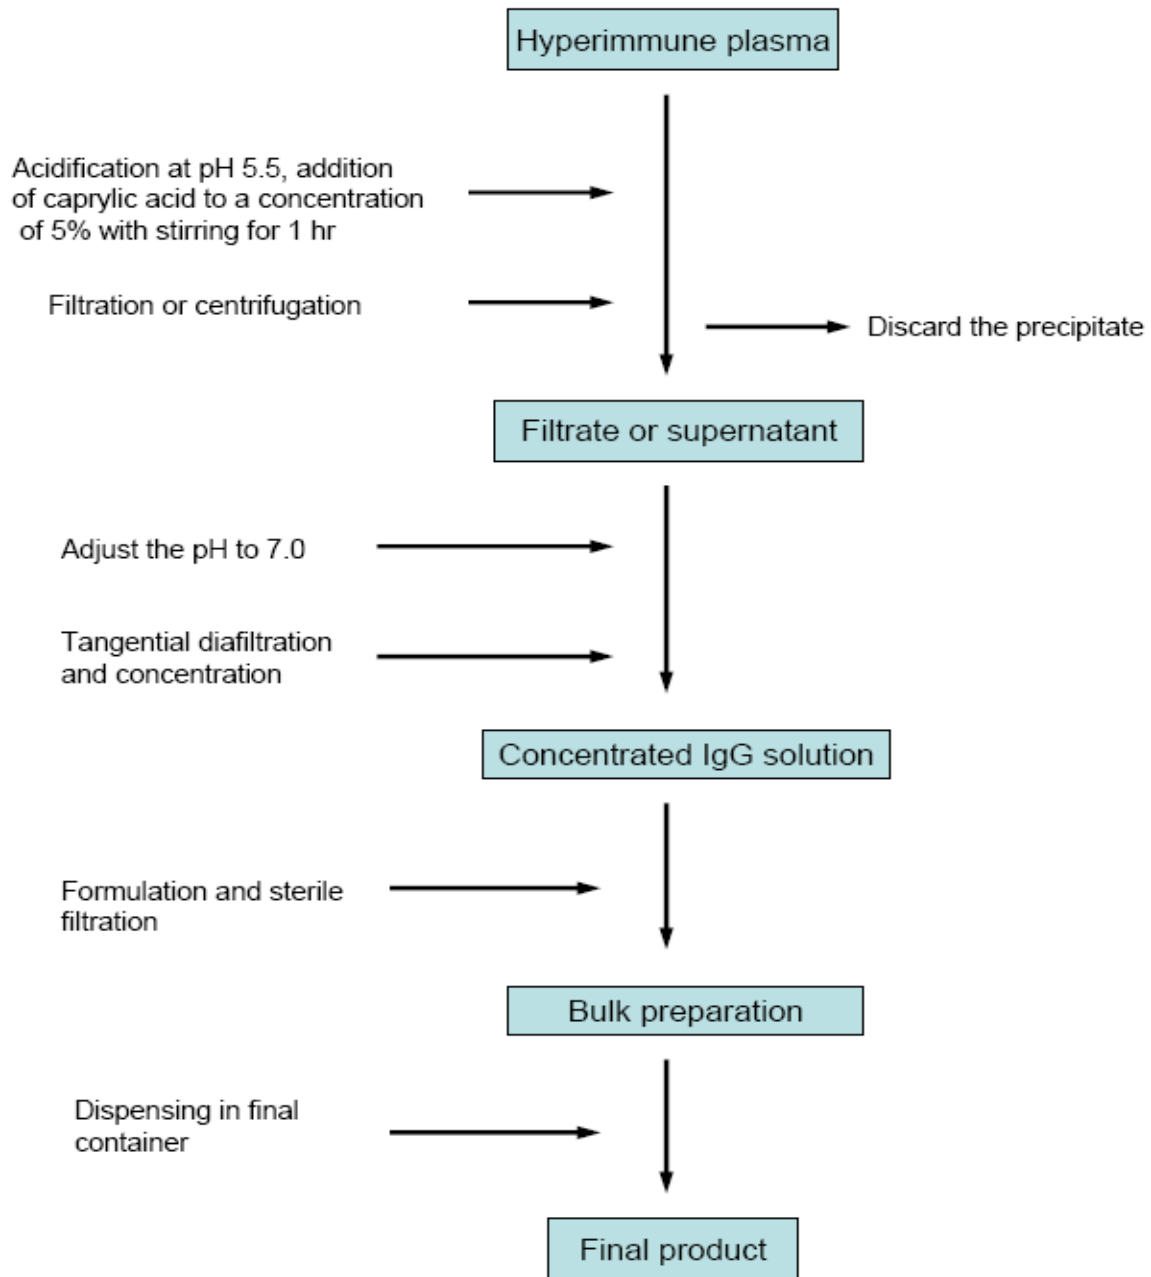 Hyperimmune plasma
Acidification at pH 5.5, addition
of caprylic acid to a concentration
of 5% with stirring for 1 hr
Filtration or centrifugation
Discard the precipitate
Filtrate or supernatant
Adjust the pH to 7.0
Tangential diafiltration
and concentration
Concentrated IgG solution
Formulation and sterile
filtration
Bulk preparation
Dispensing in final
container
Final product